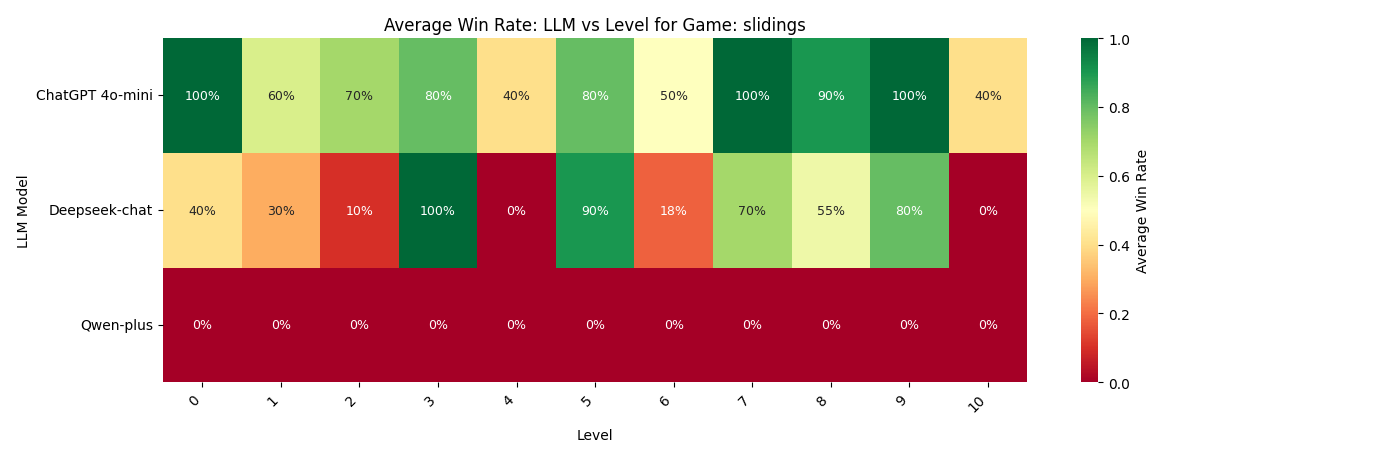 Average Win Rate: LLM vs Level for Game: slidings
LLM Model
ChatGPT 4o-mini 100% 60% 70% 80% 40% 80% 50% 100% 90% 100% 40%
Deepseek-chat 40% 30% 10% 100% 0% 90% 18% 70% 55% 80% 0%
Qwen-plus 0% 0% 0% 0% 0% 0% 0% 0% 0% 0% 0%
0 1 2 3 4 5 6 7 8 9 10
Level
1.0
0.8
0.6
0.4
0.2
0.0
Average Win Rate